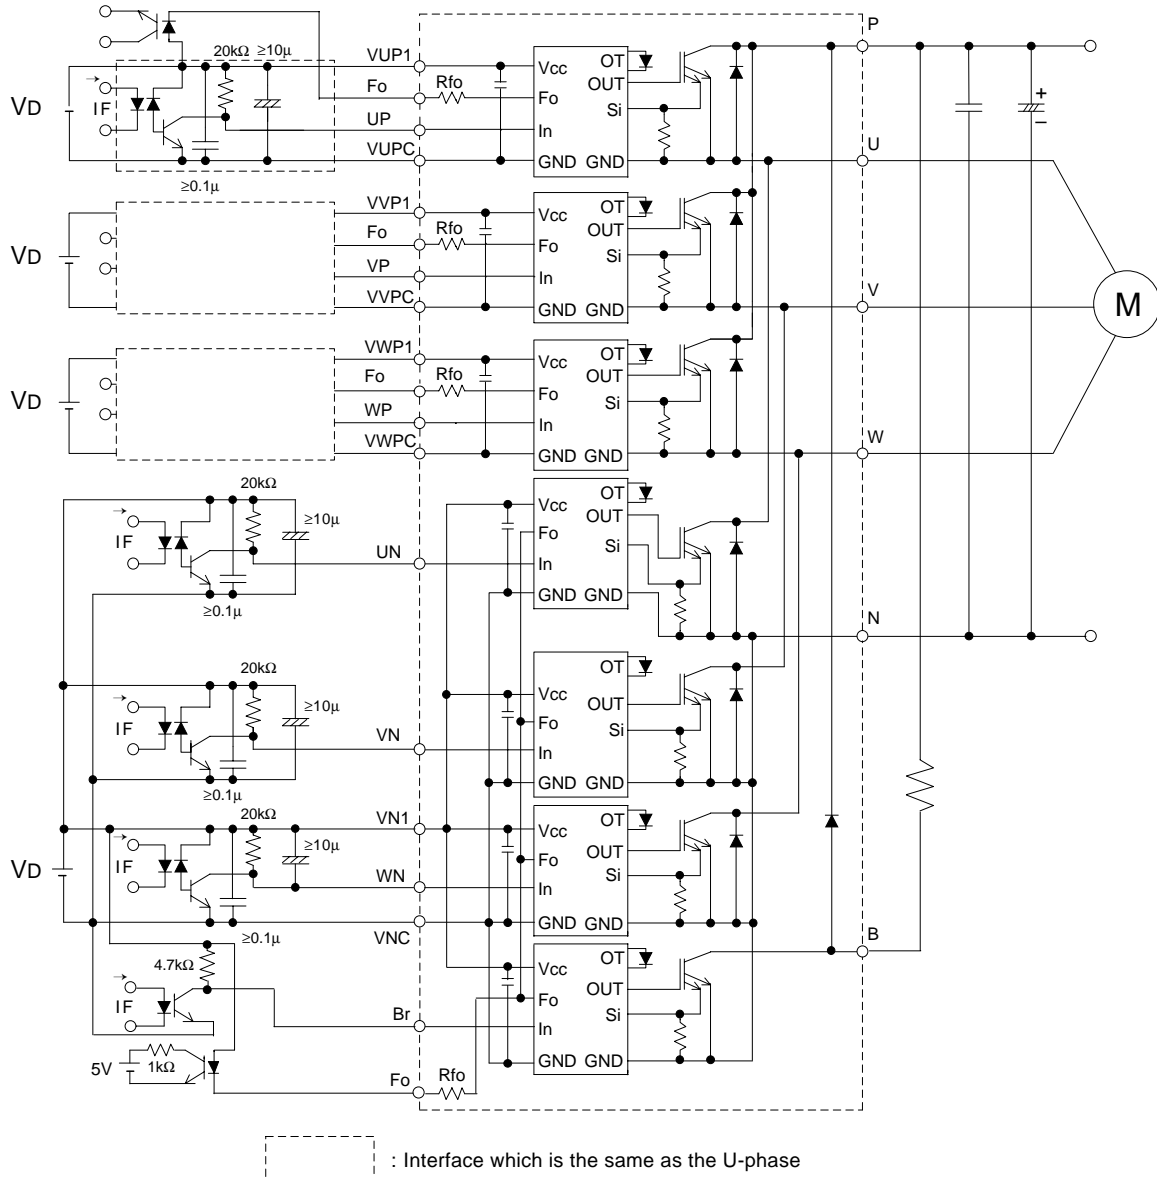 P
20kΩ ≥10μ
VUP1
Vcc
OT
OUT
Fo
Rfo
Fo
Si
VD
IF
UP
In
VUPC
GND GND
U
≥0.1μ
VVP1
Vcc
OT
OUT
Fo
Rfo
Fo
Si
VD
VP
In
VVPC
GND GND
V
M
VWP1
Vcc
OT
OUT
Fo
Rfo
Fo
Si
VD
WP
In
VWPC
GND GND
W
20kΩ
≥10μ
IF
UN
Vcc
OT
OUT
Fo
Si
In
GND GND
≥0.1μ
N
20kΩ
≥10μ
IF
VN
OT
Vcc
OUT
Fo
Si
In
GND GND
≥0.1μ
20kΩ
VN1
Vcc
OT
≥10μ
OUT
Fo
IF
VD
WN
Si
In
GND GND
VNC
≥0.1μ
B
4.7kΩ
Vcc
OT
OUT
IF
Fo
Si
Br
In
5V
1kΩ
GND GND
Fo
Rfo
+
–
: Interface which is the same as the U-phase